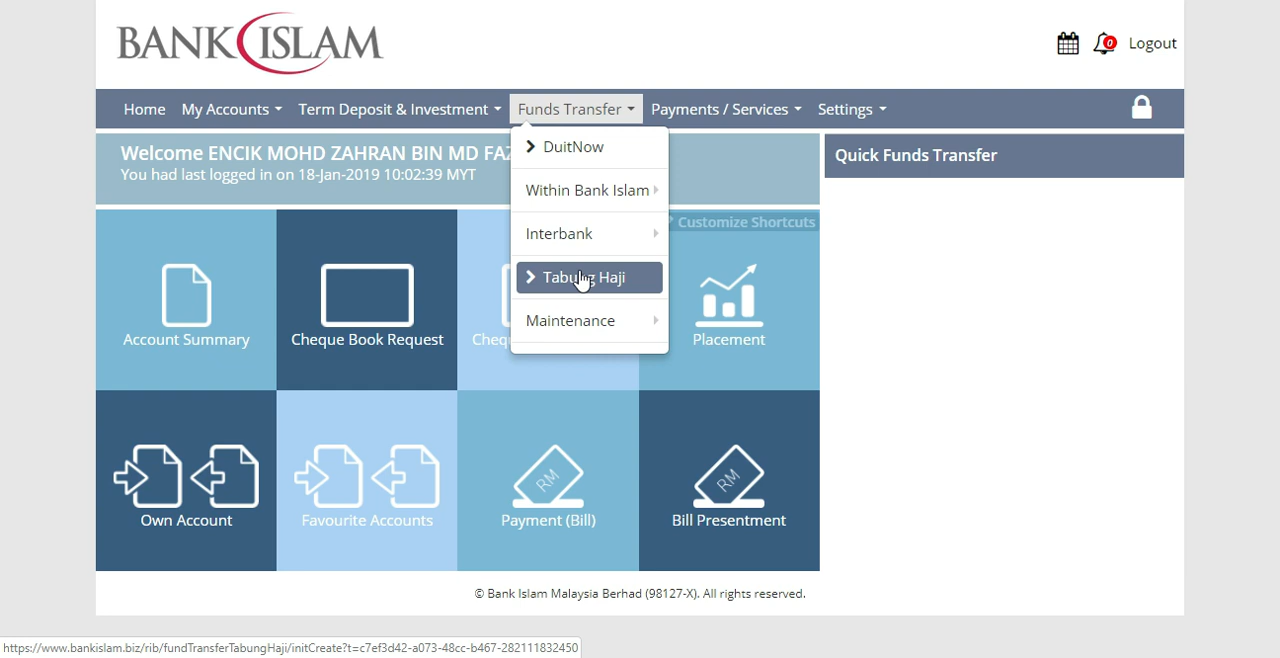 BANK ISLAM
0
Logout
Home My Accounts Term Deposit & Investment Funds Transfer Payments / Services Settings
Welcome ENCIK MOHD ZAHRAN BIN MD
You had last logged in on 18-Jan-2019 10:02:39 MYT
DuitNow
Within Bank Islam
Interbank
Tabung Haji
Maintenance
Quick Funds Transfer
Customize Shortcuts
Account Summary
Cheque Book Request
Placement
Own Account
Favourite Accounts
RM
Payment (Bill)
RM
Bill Presentment
© Bank Islam Malaysia Berhad (98127-X). All rights reserved.
https://www.bankislam.biz/rib/fundTransferTabungHaji/initCreate?t=c7ef3d42-a073-48cc-b467-282111832450